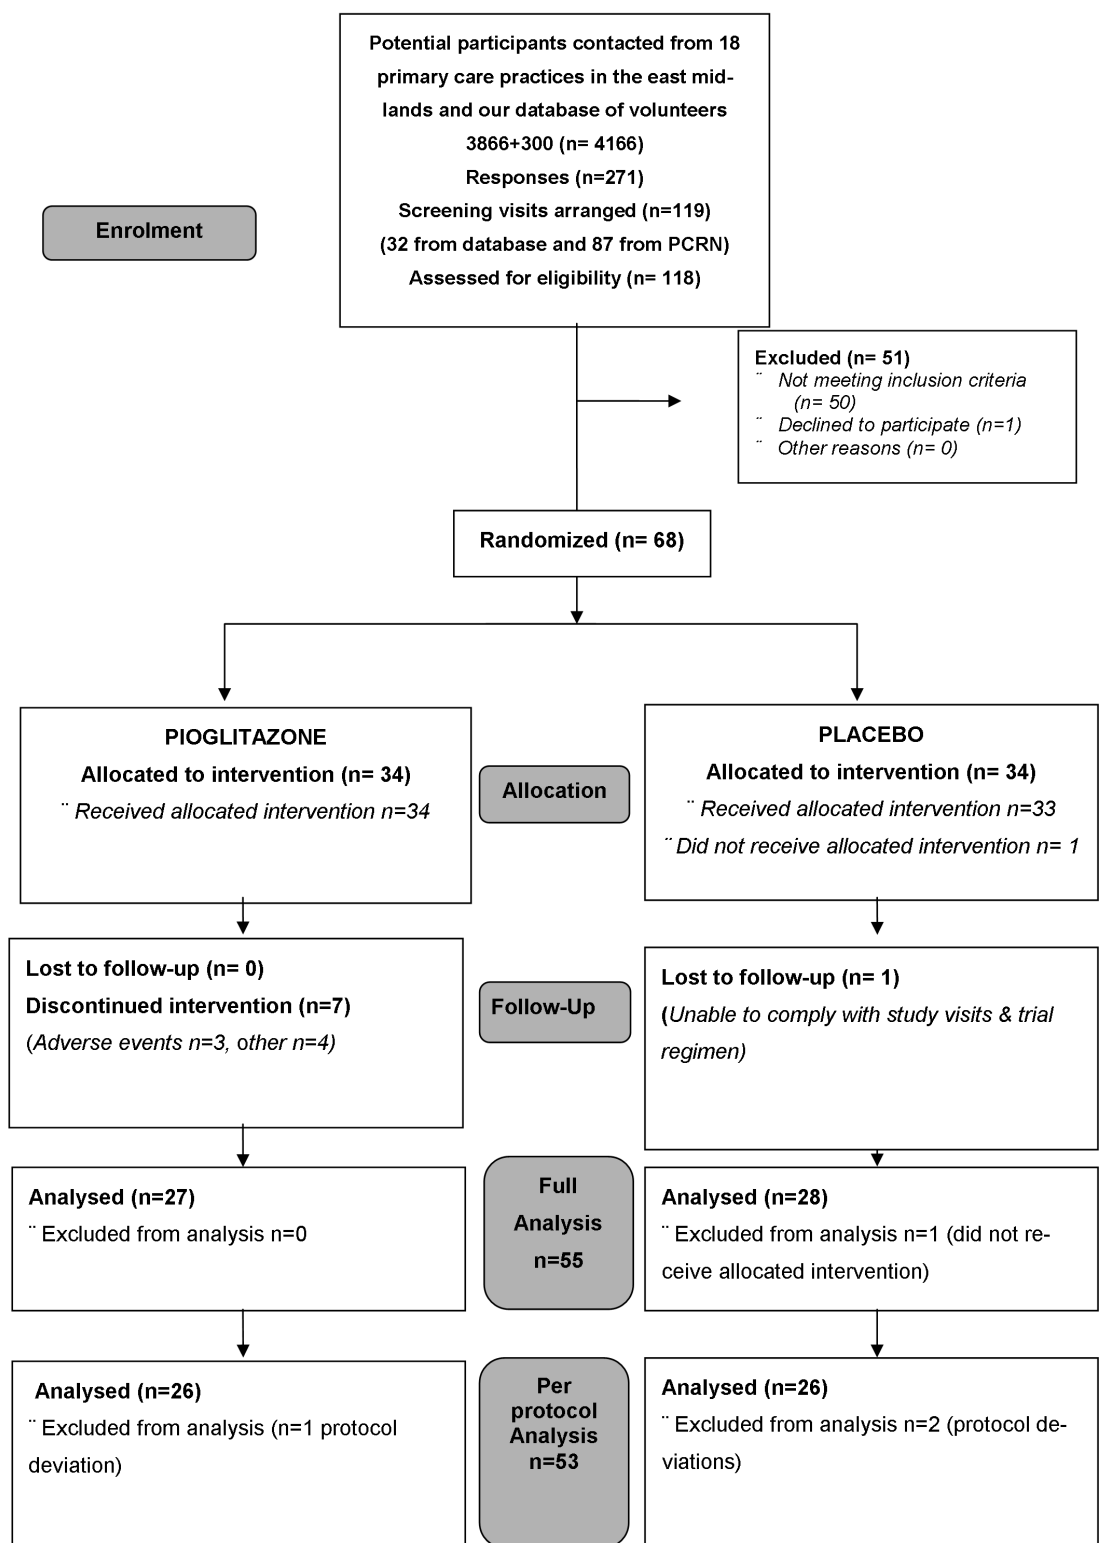 Potential participants contacted from 18
primary care practices in the east mid-
lands and our database of volunteers
3866+300 (n= 4166)
Responses (n=271)
Screening visits arranged (n=119)
(32 from database and 87 from PCRN)
Assessed for eligibility (n= 118)
Enrolment
Excluded (n= 51)
¨ Not meeting inclusion criteria
(n= 50)
¨ Declined to participate (n=1)
¨ Other reasons (n= 0)
Randomized (n= 68)
PIOGLITAZONE
Allocated to intervention (n= 34)
¨ Received allocated intervention n=34
Allocation
PLACEBO
Allocated to intervention (n= 34)
¨ Received allocated intervention n=33
¨ Did not receive allocated intervention n= 1
Lost to follow-up (n= 0)
Discontinued intervention (n=7)
(Adverse events n=3, other n=4)
Follow-Up
Lost to follow-up (n= 1)
(Unable to comply with study visits & trial
regimen)
Analysed (n=27)
¨ Excluded from analysis n=0
Full
Analysis
n=55
Analysed (n=28)
¨ Excluded from analysis n=1 (did not re-
ceive allocated intervention)
Analysed (n=26)
¨ Excluded from analysis (n=1 protocol
deviation)
Per
protocol
Analysis
n=53
Analysed (n=26)
¨ Excluded from analysis n=2 (protocol de-
viations)